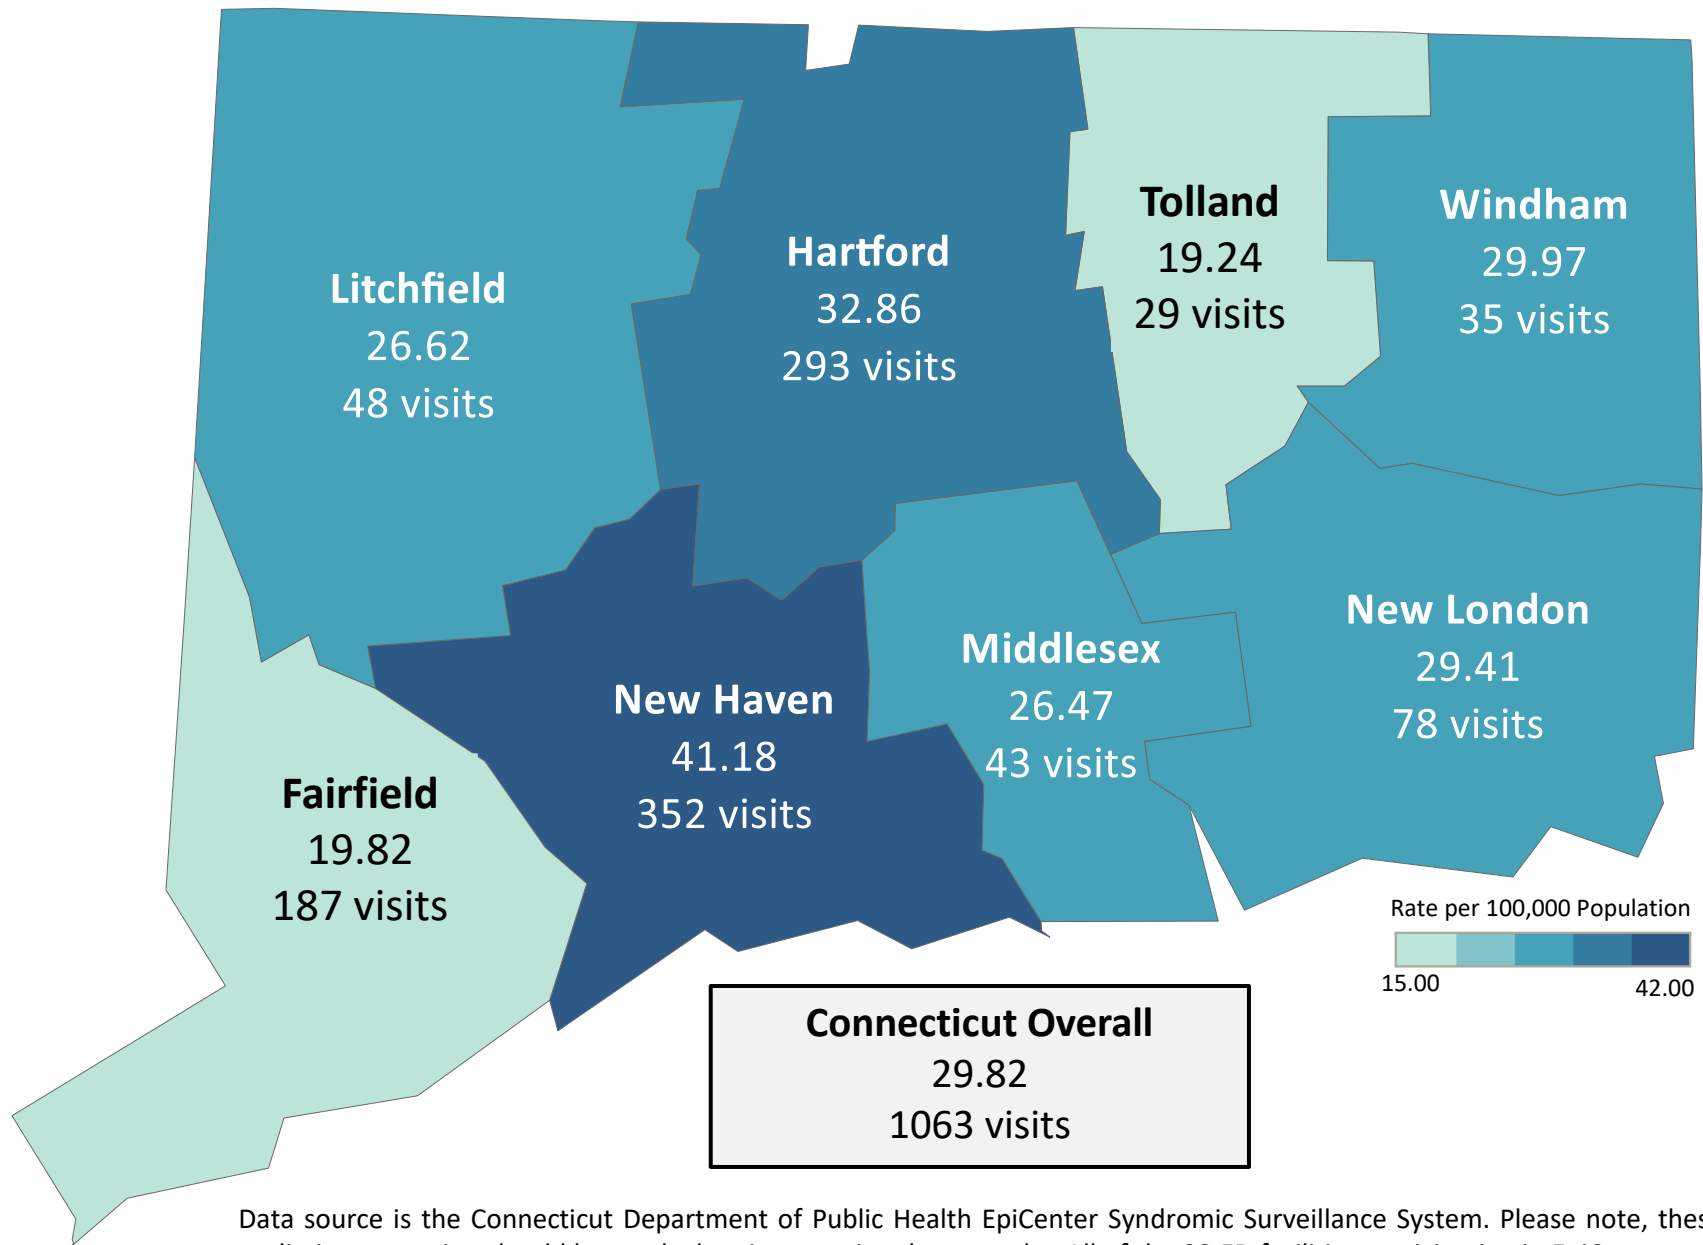 Tolland
19.24
29 visits
Windham
29.97
35 visits
Hartford
32.86
293 visits
Litchfield
26.62
48 visits
New London
29.41
78 visits
Middlesex
26.47
43 visits
New Haven
41.18
352 visits
Fairfield
19.82
187 visits
Rate per 100,000 Population
15.00
42.00
Connecticut Overall
29.82
1063 visits
Data source is the Connecticut Department of Public Health EpiCenter Syndromic Surveillance System. Please note,